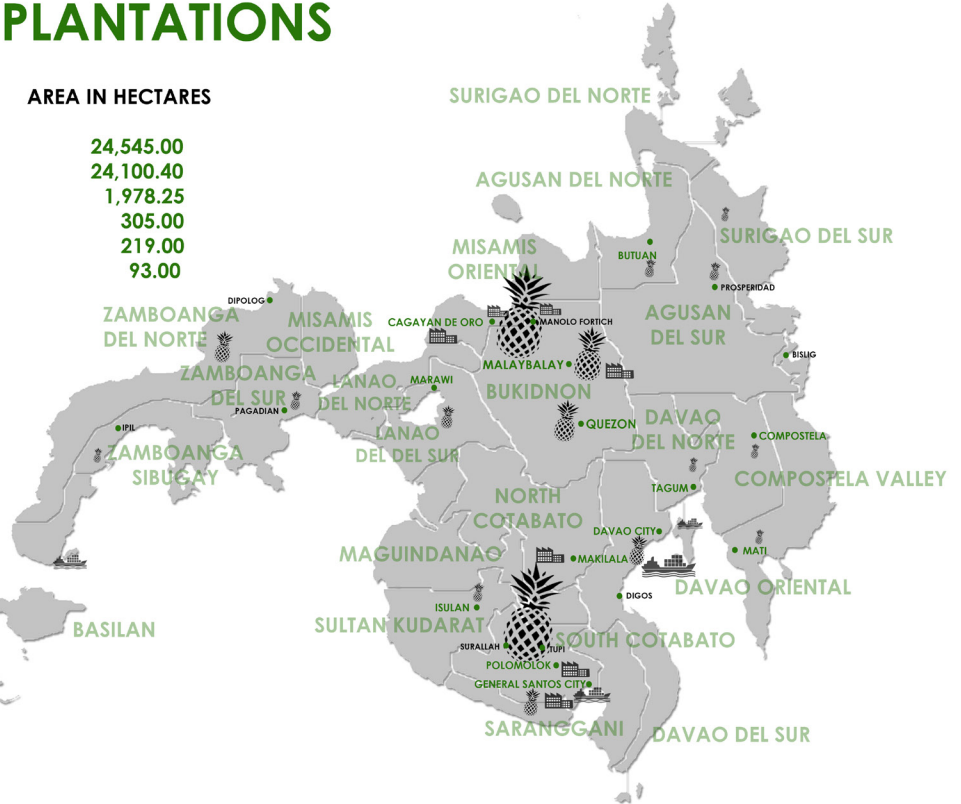 PLANTATIONS
AREA IN HECTARES
24,545.00
24,100.40
1,978.25
305.00
219.00
93.00
SURIGAO DEL NORTE
AGUSAN DEL NORTE
SURIGAO DEL SUR
MISAMIS
ORIENTAL
BUTUAN
PROSPERIDAD
DIPOLOG
ZAMBOANGA
DEL NORTE
MISAMIS
OCCIDENTAL
CAGAYAN DE ORO
MANOLO FORTICH
AGUSAN
DEL SUR
BISLIG
MALAYBALAY
BUKIDNON
ZAMBOANGA
DEL SUR
PAGADIAN
LANAO
DEL NORTE
MARAWI
QUEZON
DAVAO
DEL NORTE
IPIL
ZAMBOANGA
SIBUGAY
LANAO
DEL DEL SUR
COMPOSTELA
COMPOSTELA VALLEY
TAGUM
NORTH
COTABATO
DAVAO CITY
MAGUINDANAO
MAKILALA
MATI
DAVAO ORIENTAL
DIGOS
ISULAN
SULTAN KUDARAT
BASILAN
SOUTH COTABATO
SURALLAH
TUPI
POLOMOLOK
GENERAL SANTOS CITY
SARANGGANI
DAVAO DEL SUR